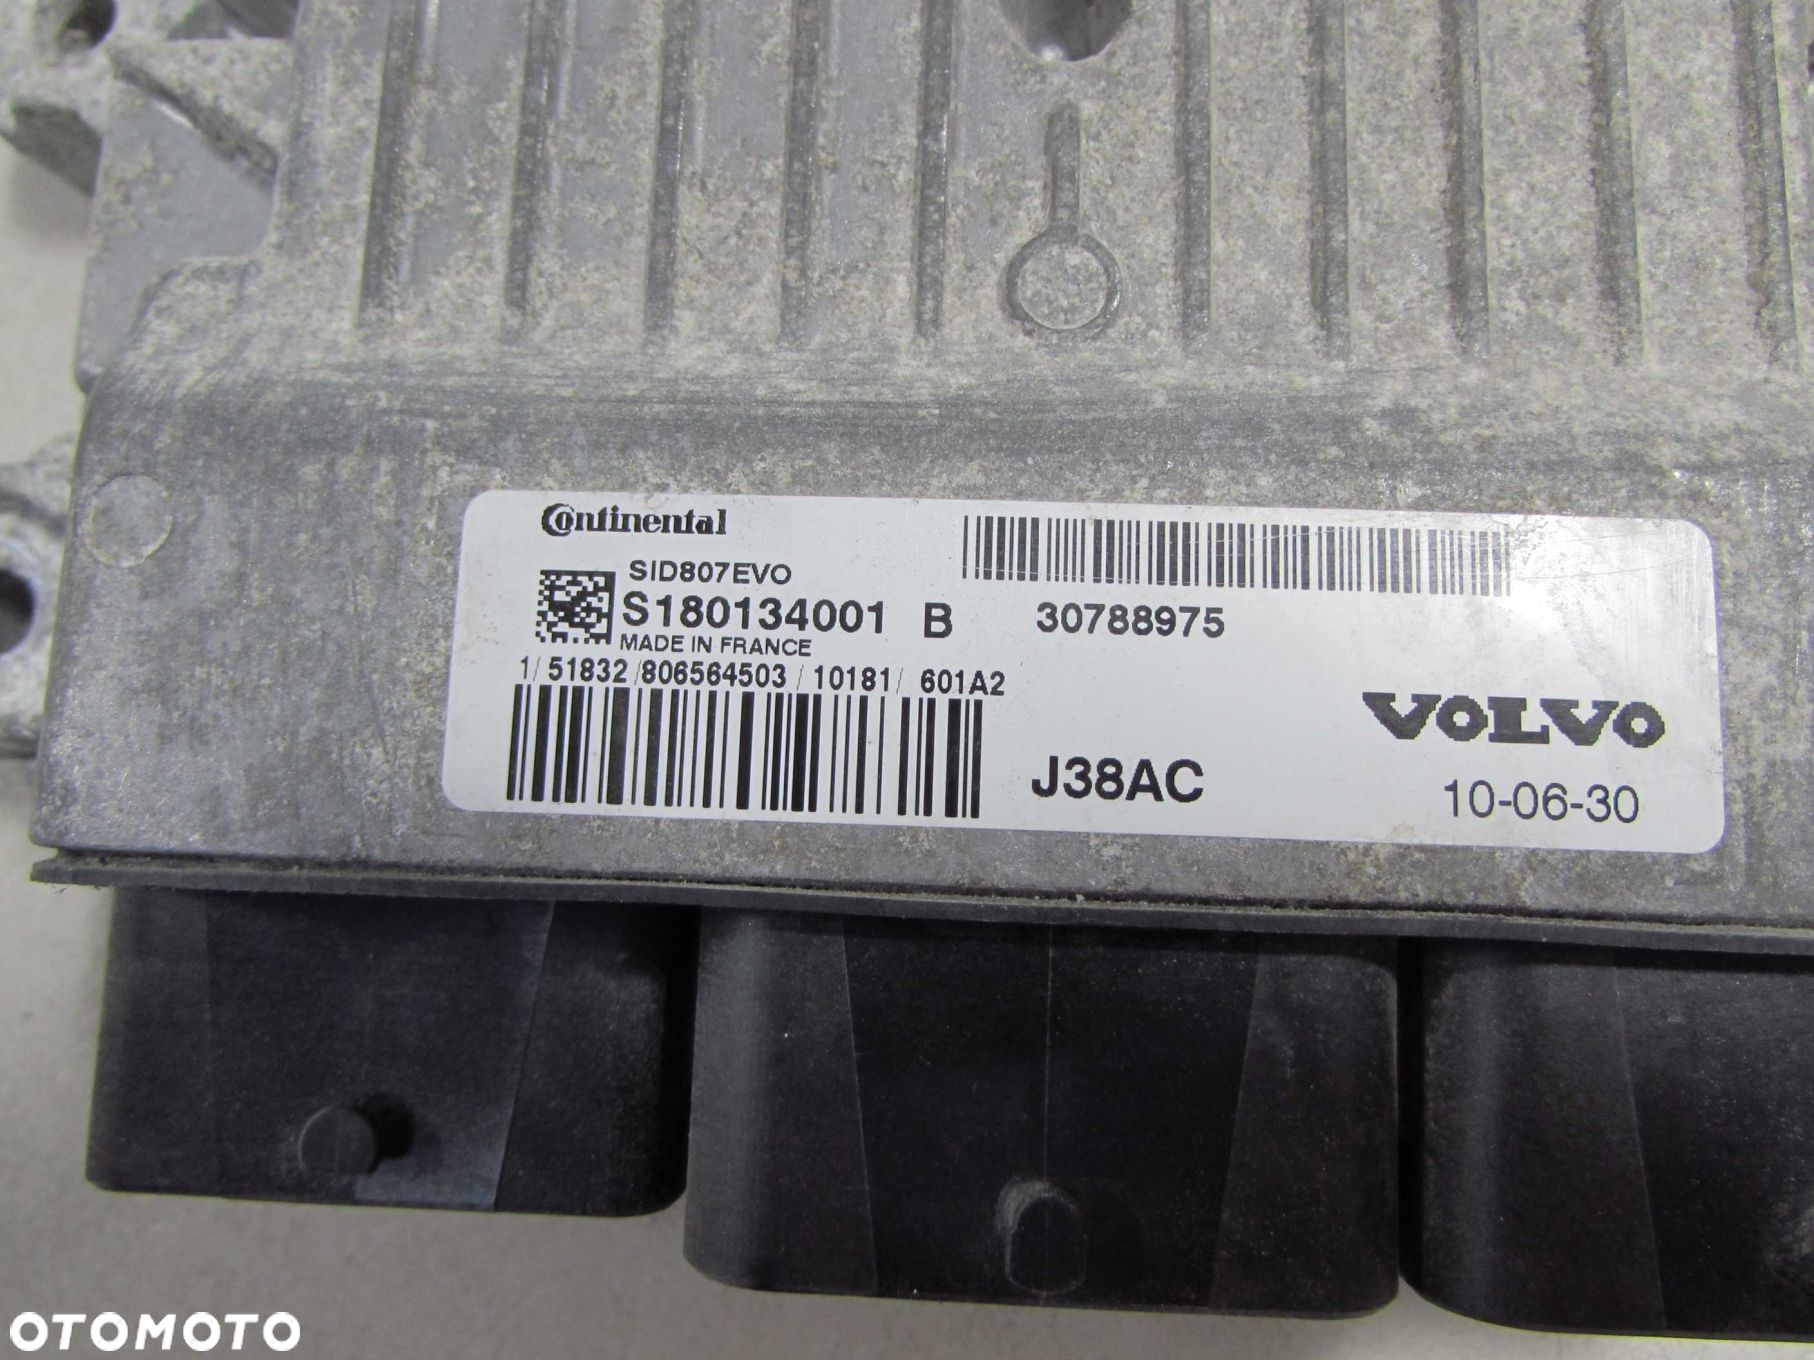 Continental
SID807EVO
S180134001 B 30788975
MADE IN FRANCE
1/ 51832 /806564503 / 10181/ 601A2
VOLVO
J38AC
10-06-30
OTOMOTO